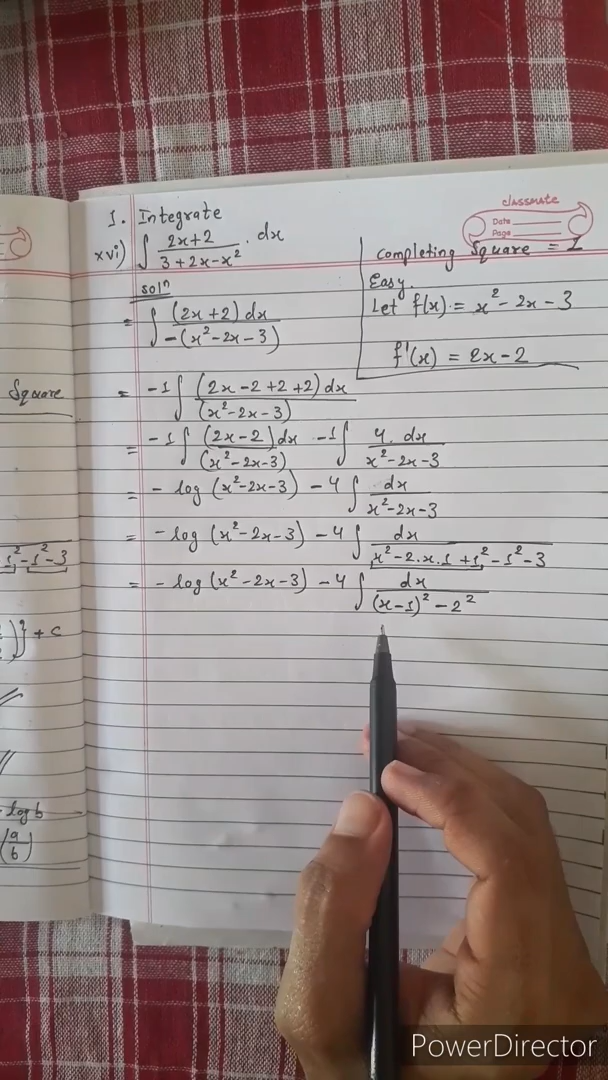 classmate
Date
Page
1. Integrate
xvi) ∫ (2x+2)/(3+2x-x²) . dx
solⁿ
= ∫ (2x+2)dx/-(x²-2x-3)
completing Square = 1
Easy.
Let f(x) = x²-2x-3
f'(x) = 2x-2
= -1∫ (2x-2+2+2)dx/(x²-2x-3)
= -1∫ (2x-2)dx/(x²-2x-3) -1∫ 4.dx/x²-2x-3
= -log (x²-2x-3) -4∫ dx/x²-2x-3
= -log (x²-2x-3) -4∫ dx/x²-2.x.1+1²-1²-3
= -log (x²-2x-3) -4∫ dx/(x-1)²-2²
Square
1²-1²-3
)} + c
//
//
-log b
(a/b)
PowerDirector